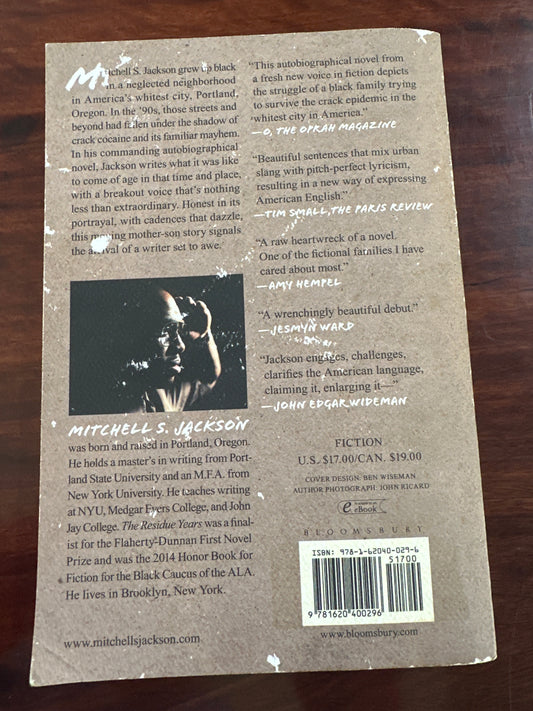 Mitchell S. Jackson grew up black
in a neglected neighborhood
in America's whitest city, Portland,
Oregon. In the '90s, those streets and
beyond had fallen under the shadow of
crack cocaine and its familiar mayhem.
In his commanding autobiographical
novel, Jackson writes what it was like
to come of age in that time and place,
with a breakout voice that's nothing
less than extraordinary. Honest in its
portrayal, with cadences that dazzle,
this moving mother-son story signals
the arrival of a writer set to awe.
MITCHELL S. JACKSON
was born and raised in Portland, Oregon.
He holds a master's in writing from Port-
land State University and an M.F.A. from
New York University. He teaches writing
at NYU, Medgar Evers College, and John
Jay College. The Residue Years was a final-
ist for the Flaherty-Dunnan First Novel
Prize and was the 2014 Honor Book for
Fiction for the Black Caucus of the ALA.
He lives in Brooklyn, New York.
www.mitchellsjackson.com
"This autobiographical novel from
a fresh new voice in fiction depicts
the struggle of a black family trying
to survive the crack epidemic in the
whitest city in America."
—O, THE OPRAH MAGAZINE
"Beautiful sentences that mix urban
slang with pitch-perfect lyricism,
resulting in a new way of expressing
American English."
—TIM SMALL, THE PARIS REVIEW
"A raw heartwreck of a novel.
One of the fictional families I have
cared about most."
—AMY HEMPEL
"A wrenchingly beautiful debut."
—JESMYN WARD
"Jackson engages, challenges,
clarifies the American language,
claiming it, enlarging it—"
—JOHN EDGAR WIDEMAN
FICTION
U.S. $17.00/CAN. $19.00
COVER DESIGN: BEN WISEMAN
AUTHOR PHOTOGRAPH: JOHN RICARD
e eBook
BLOOMSBURY
ISBN: 978-1-62040-029-6
51700
9 781620 400296
www.bloomsbury.com